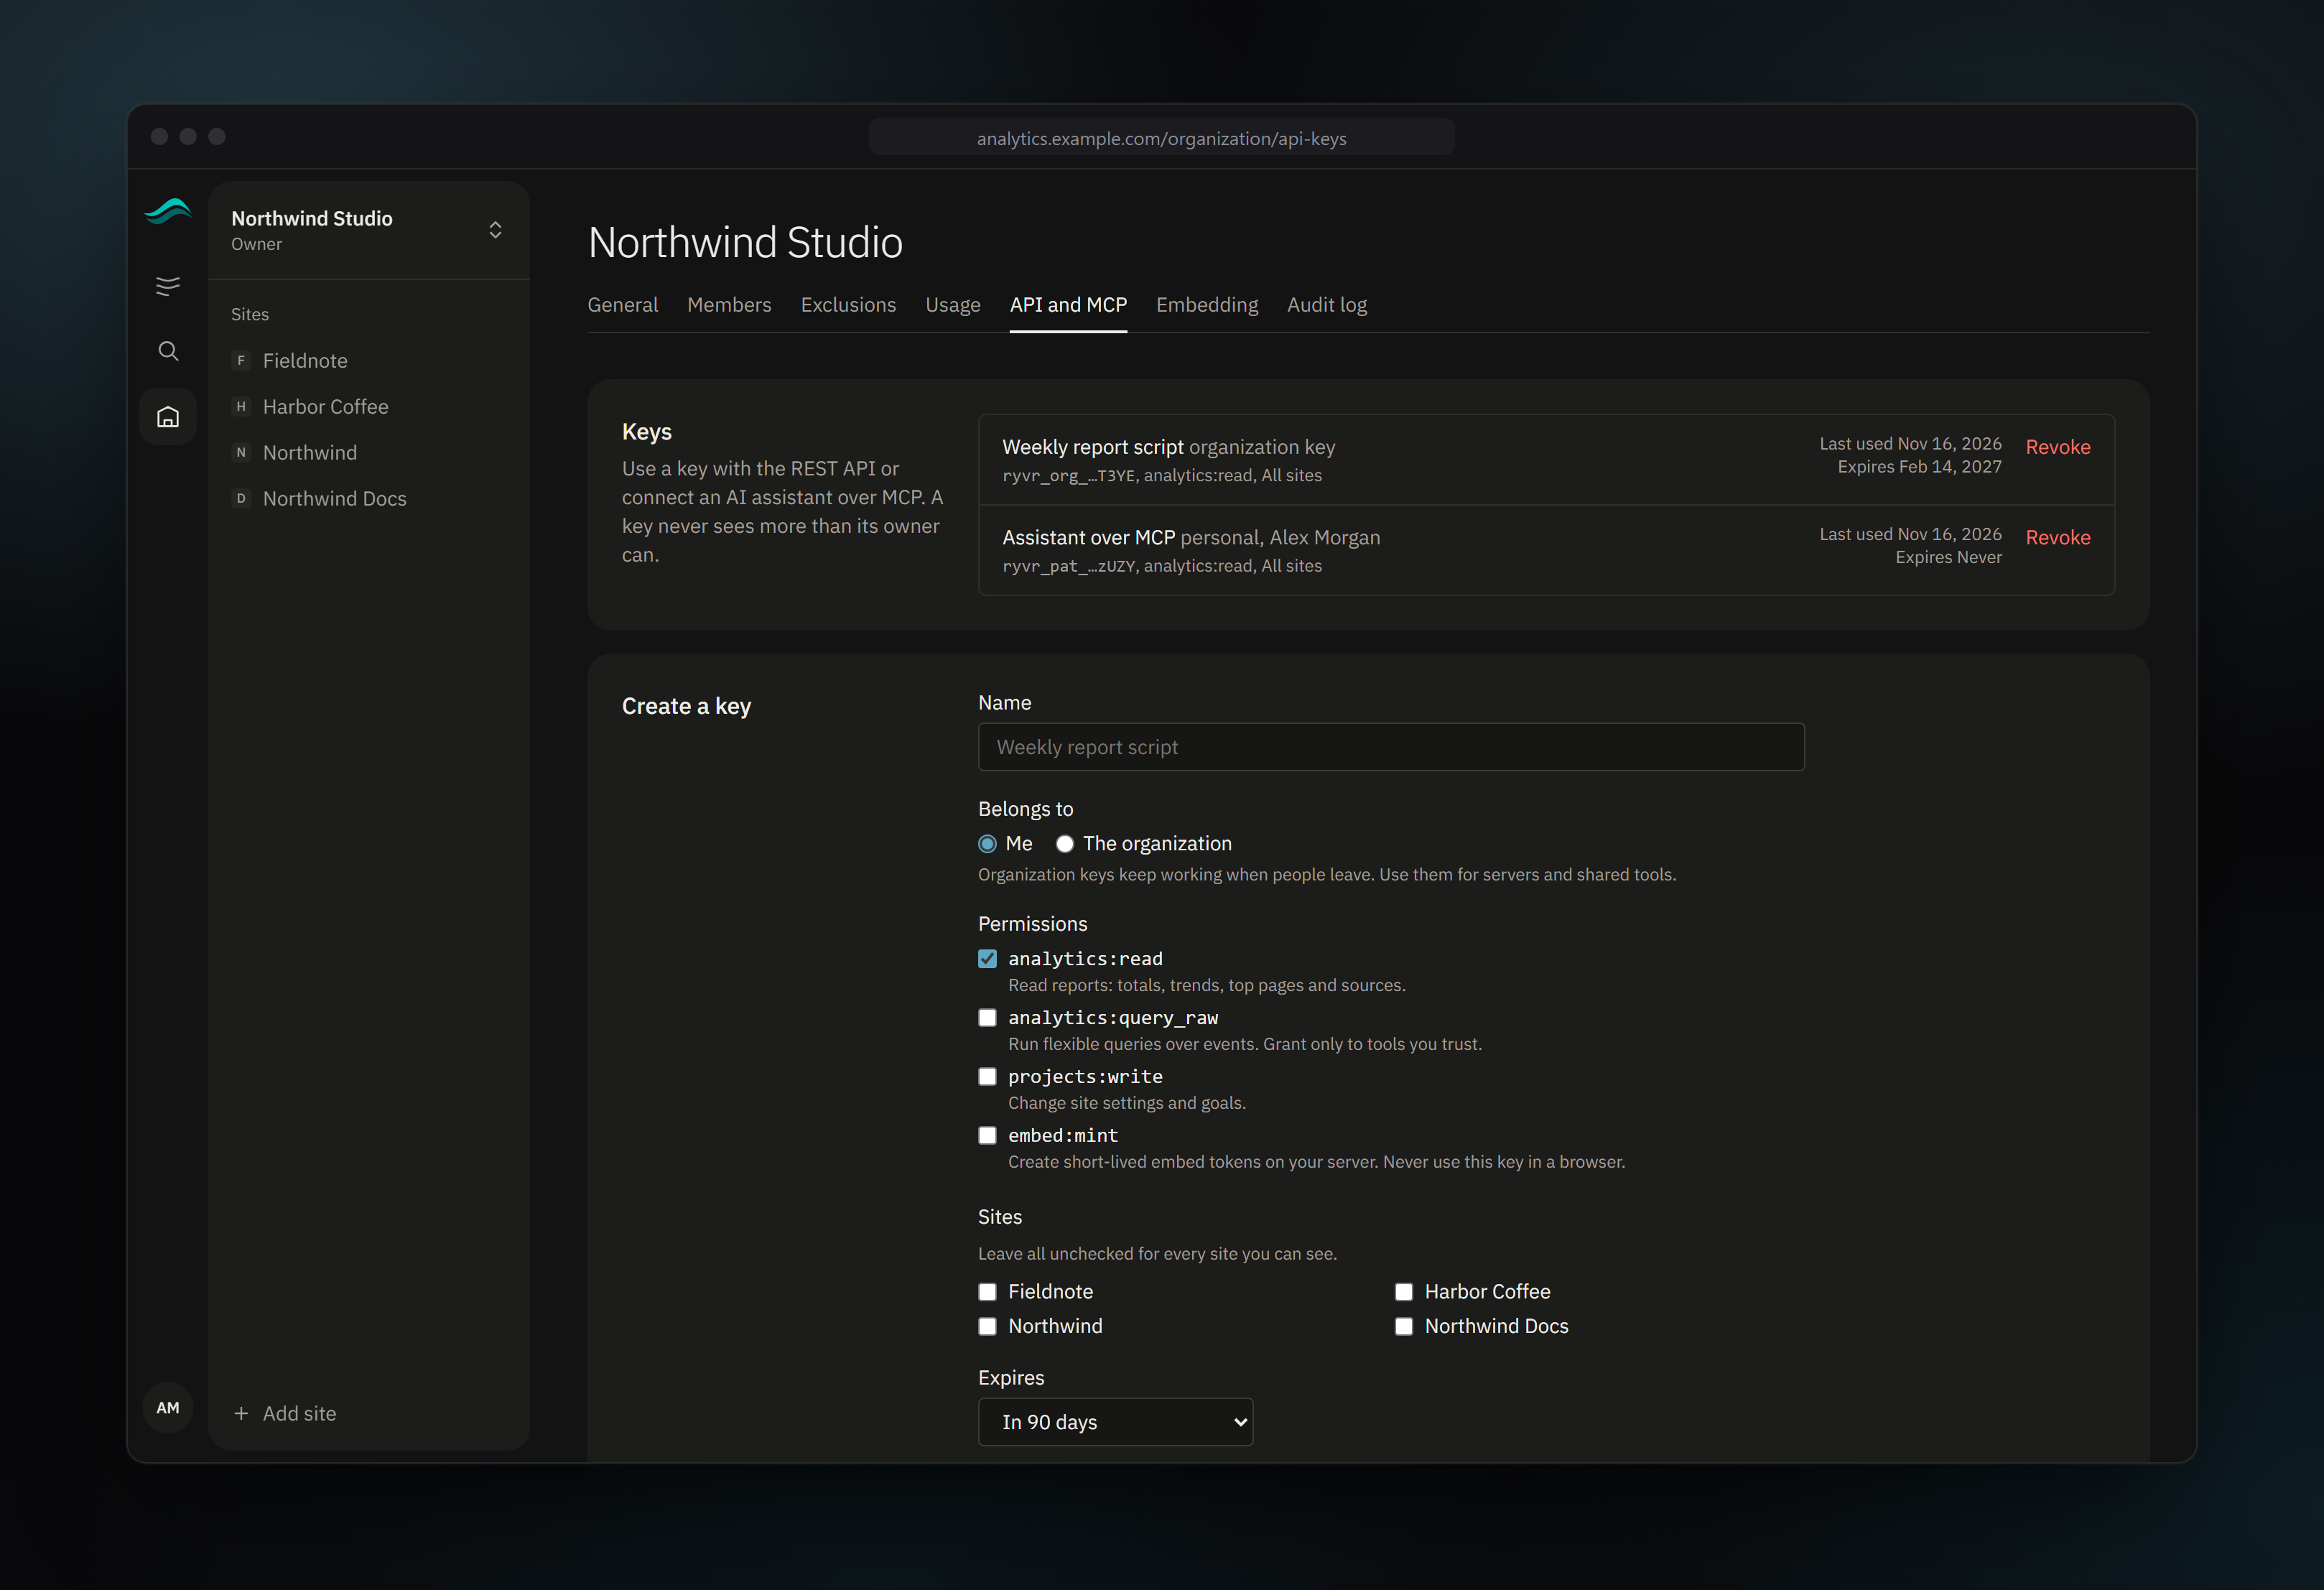 analytics.example.com/organization/api-keys
Northwind Studio
Owner
Sites
F Fieldnote
H Harbor Coffee
N Northwind
D Northwind Docs
AM
+ Add site
Northwind Studio
General Members Exclusions Usage API and MCP Embedding Audit log
Keys
Use a key with the REST API or
connect an AI assistant over MCP. A
key never sees more than its owner
can.
Weekly report script organization key
ryvr_org_…T3YE, analytics:read, All sites
Last used Nov 16, 2026
Expires Feb 14, 2027
Revoke
Assistant over MCP personal, Alex Morgan
ryvr_pat_…zUZY, analytics:read, All sites
Last used Nov 16, 2026
Expires Never
Revoke
Create a key
Name
Weekly report script
Belongs to
Me The organization
Organization keys keep working when people leave. Use them for servers and shared tools.
Permissions
analytics:read
Read reports: totals, trends, top pages and sources.
analytics:query_raw
Run flexible queries over events. Grant only to tools you trust.
projects:write
Change site settings and goals.
embed:mint
Create short-lived embed tokens on your server. Never use this key in a browser.
Sites
Leave all unchecked for every site you can see.
Fieldnote Harbor Coffee
Northwind Northwind Docs
Expires
In 90 days